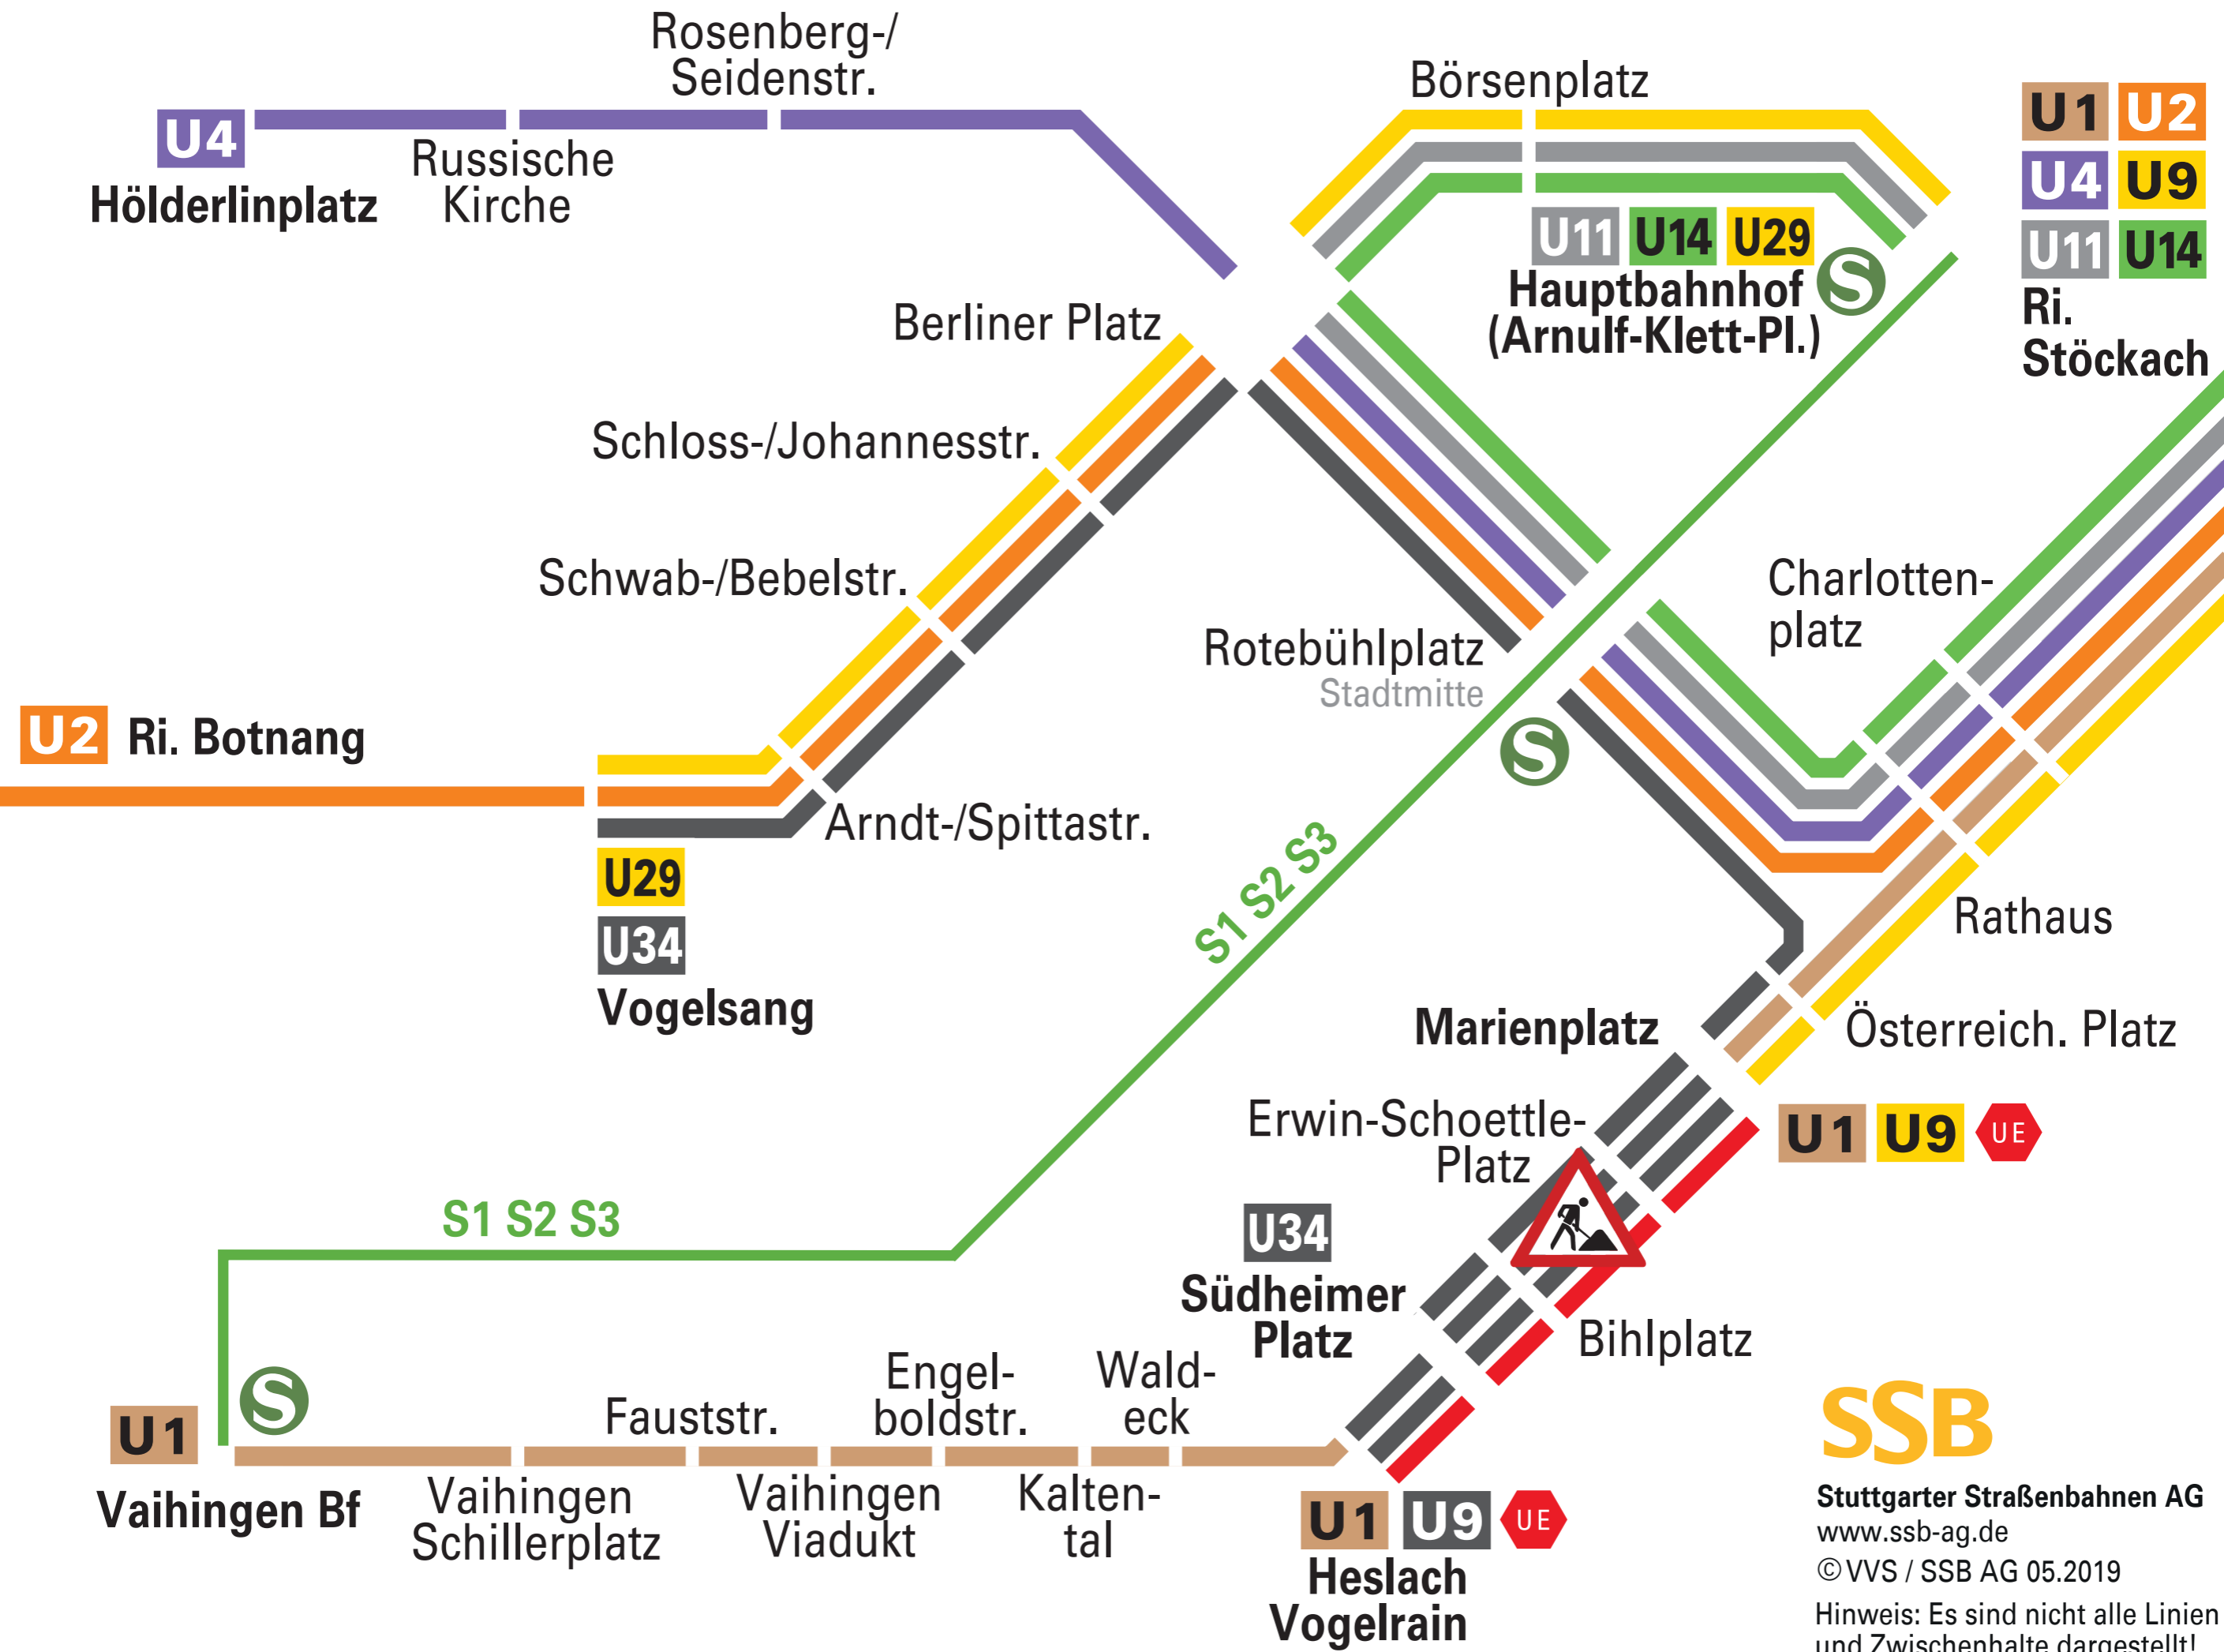 Rosenberg-/
Seidenstr.
U4
Hölderlinplatz
Russische
Kirche
Börsenplatz
U11 U14 U29
Hauptbahnhof S
(Arnulf-Klett-Pl.)
U1 U2
U4 U9
U11 U14
Ri.
Stöckach
Berliner Platz
Schloss-/Johannesstr.
Schwab-/Bebelstr.
Charlotten-
platz
Rotebühlplatz
Stadtmitte
S
U2 Ri. Botnang
Arndt-/Spittastr.
U29
U34
Vogelsang
S1 S2 S3
Rathaus
Marienplatz
Österreich. Platz
Erwin-Schoettle-
Platz
U1 U9 UE
S1 S2 S3
U34
Südheimer
Platz
Bihlplatz
S
U1
Vaihingen Bf
Vaihingen
Schillerplatz
Fauststr.
Vaihingen
Viadukt
Engel-
boldstr.
Kalten-
tal
Wald-
eck
U1 U9 UE
Heslach
Vogelrain
SSB
Stuttgarter Straßenbahnen AG
www.ssb-ag.de
© VVS / SSB AG 05.2019
Hinweis: Es sind nicht alle Linien
und Zwischenhalte dargestellt!